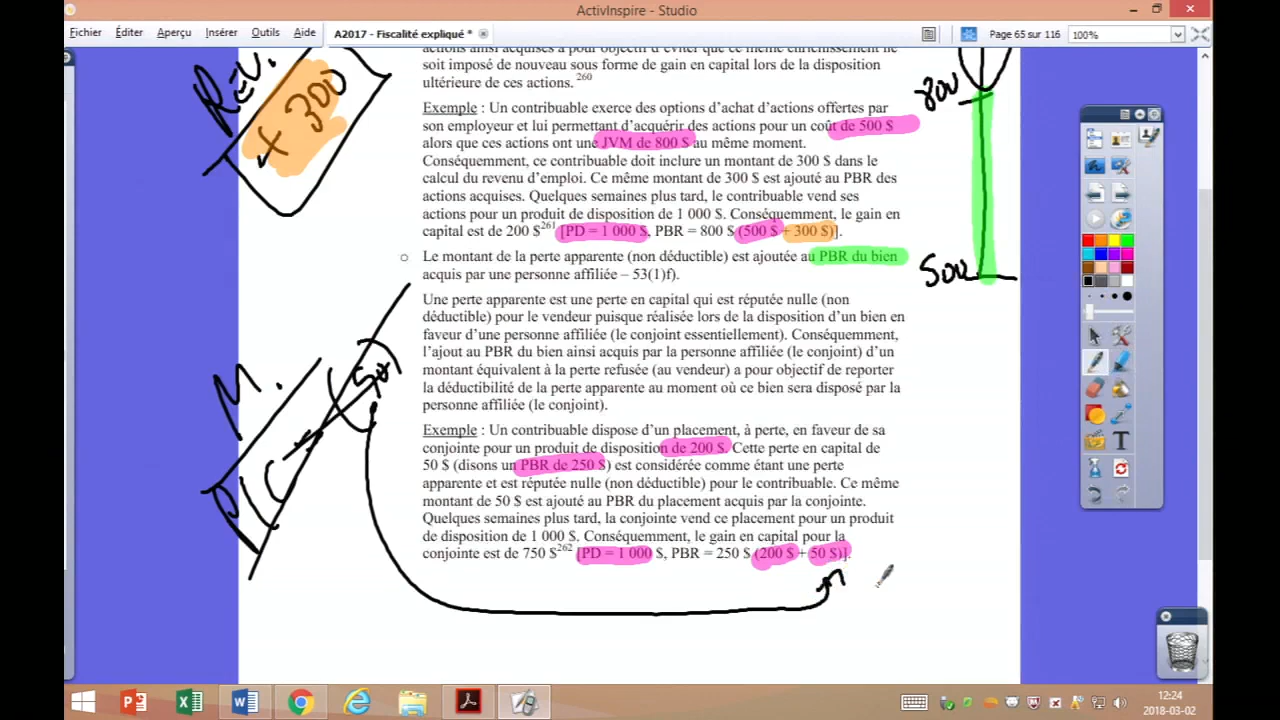 ActivInspire - Studio
Fichier Éditer Aperçu Insérer Outils Aide
A2017 - Fiscalité expliqué *
Page 65 sur 116
100%
actions ainsi acquises a pour objectif d'éviter que ce même enrichissement ne
soit imposé de nouveau sous forme de gain en capital lors de la disposition
ultérieure de ces actions. 260
Exemple : Un contribuable exerce des options d'achat d'actions offertes par
son employeur et lui permettant d'acquérir des actions pour un coût de 500 $
alors que ces actions ont une JVM de 800 $ au même moment.
Conséquemment, ce contribuable doit inclure un montant de 300 $ dans le
calcul du revenu d'emploi. Ce même montant de 300 $ est ajouté au PBR des
actions acquises. Quelques semaines plus tard, le contribuable vend ses
actions pour un produit de disposition de 1 000 $. Conséquemment, le gain en
capital est de 200 $261 [PD = 1 000 $, PBR = 800 $ (500 $ + 300 $)].
o Le montant de la perte apparente (non déductible) est ajoutée au PBR du bien
acquis par une personne affiliée – 53(1)f).
Une perte apparente est une perte en capital qui est réputée nulle (non
déductible) pour le vendeur puisque réalisée lors de la disposition d'un bien en
faveur d'une personne affiliée (le conjoint essentiellement). Conséquemment,
l'ajout au PBR du bien ainsi acquis par la personne affiliée (le conjoint) d'un
montant équivalent à la perte refusée (au vendeur) a pour objectif de reporter
la déductibilité de la perte apparente au moment où ce bien sera disposé par la
personne affiliée (le conjoint).
Exemple : Un contribuable dispose d'un placement, à perte, en faveur de sa
conjointe pour un produit de disposition de 200 $. Cette perte en capital de
50 $ (disons un PBR de 250 $) est considérée comme étant une perte
apparente et est réputée nulle (non déductible) pour le contribuable. Ce même
montant de 50 $ est ajouté au PBR du placement acquis par la conjointe.
Quelques semaines plus tard, la conjointe vend ce placement pour un produit
de disposition de 1 000 $. Conséquemment, le gain en capital pour la
conjointe est de 750 $262 [PD = 1 000 $, PBR = 250 $ (200 $ + 50 $)].
REV.
+ 300
800
500
M.
12:24
2018-03-02